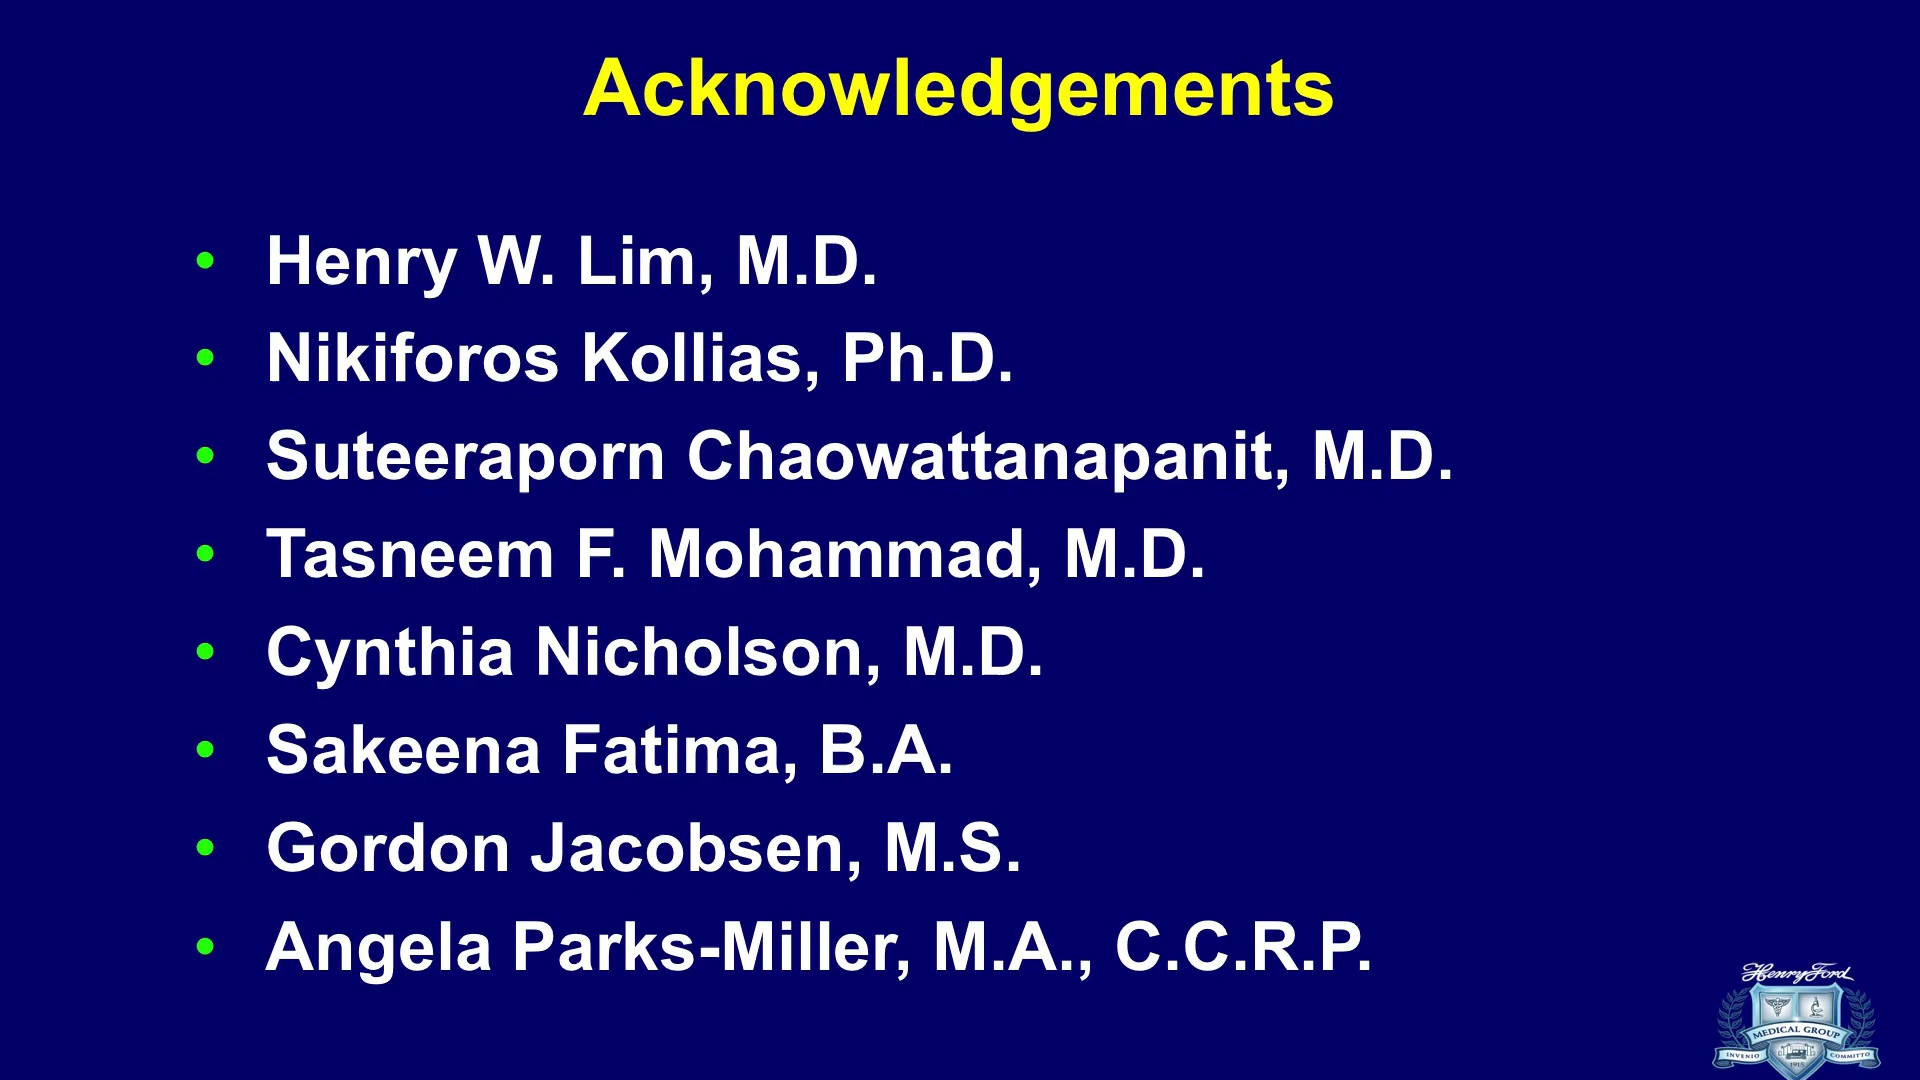 Acknowledgements
• Henry W. Lim, M.D.
• Nikiforos Kollias, Ph.D.
• Suteeraporn Chaowattanapanit, M.D.
• Tasneem F. Mohammad, M.D.
• Cynthia Nicholson, M.D.
• Sakeena Fatima, B.A.
• Gordon Jacobsen, M.S.
• Angela Parks-Miller, M.A., C.C.R.P.
Henry Ford
MEDICAL GROUP
INVENIO COMMITTO
1915